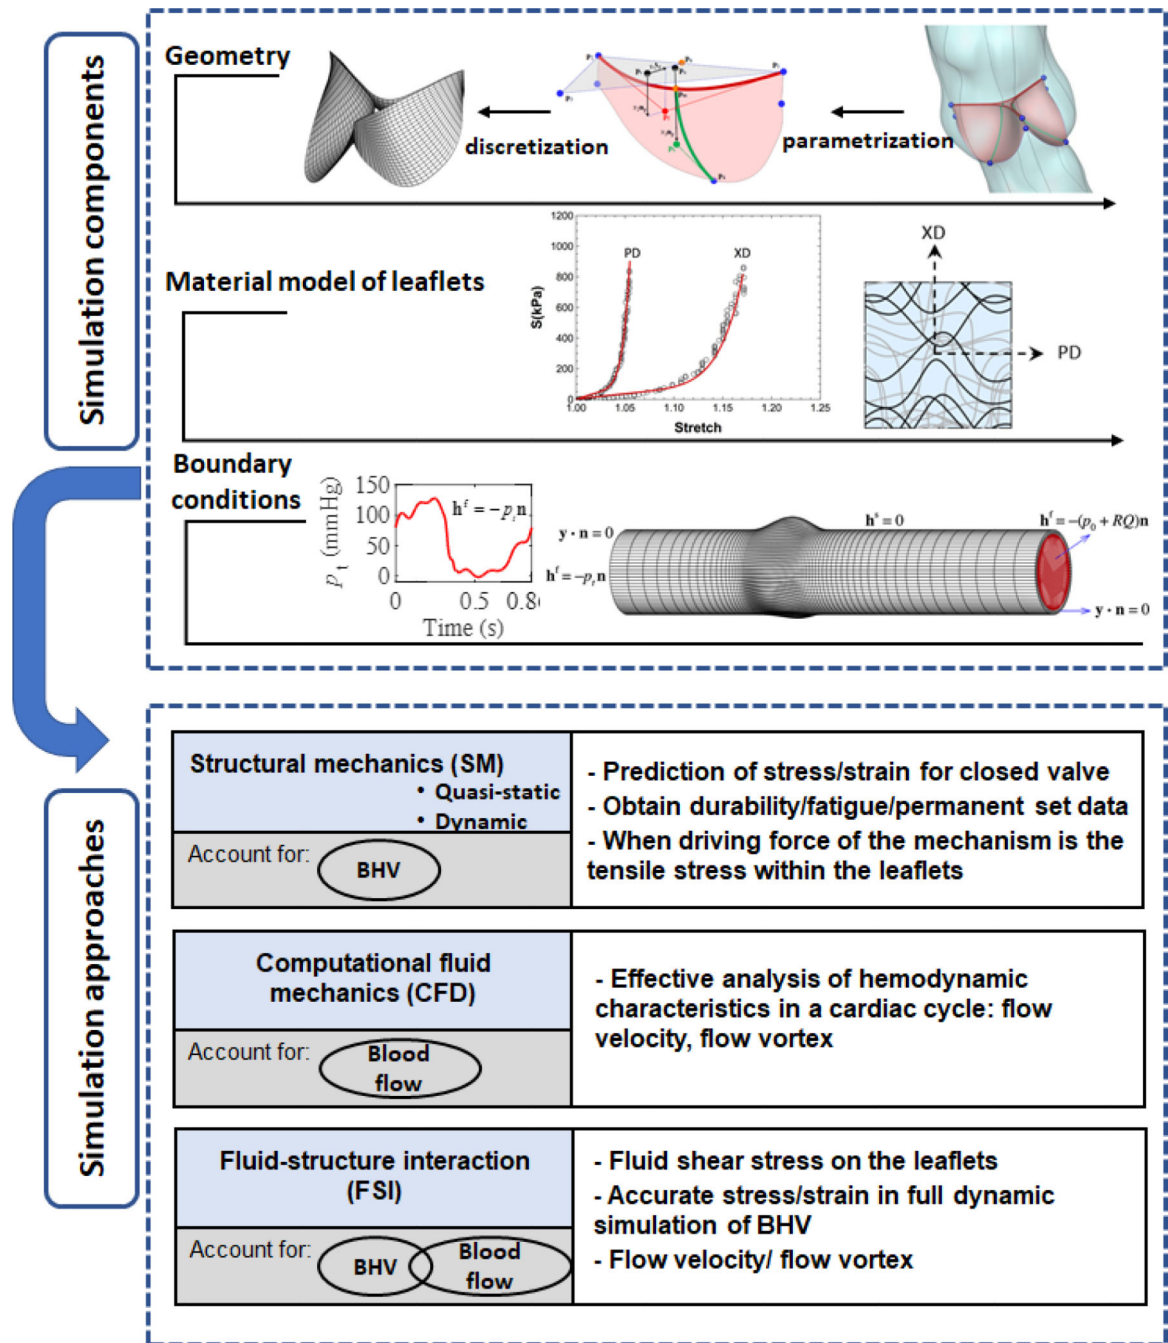 Simulation components
Geometry
discretization
parametrization
Material model of leaflets
S(kPa)
1200
1000
800
600
400
200
0
1.00
1.05
1.10
1.15
1.20
1.25
Stretch
PD
XD
XD
PD
Boundary
conditions
p_t (mmHg)
150
100
50
0
0
0.5
0.8
Time (s)
h^f = −p_t n
y · n = 0
h^f = −p_t n
h^s = 0
h^f = −(p_0 + RQ)n
y · n = 0
Simulation approaches
Structural mechanics (SM)
• Quasi-static
• Dynamic
Account for:
BHV
- Prediction of stress/strain for closed valve
- Obtain durability/fatigue/permanent set data
- When driving force of the mechanism is the
tensile stress within the leaflets
Computational fluid
mechanics (CFD)
Account for:
Blood
flow
- Effective analysis of hemodynamic
characteristics in a cardiac cycle: flow
velocity, flow vortex
Fluid-structure interaction
(FSI)
Account for:
BHV
Blood
flow
- Fluid shear stress on the leaflets
- Accurate stress/strain in full dynamic
simulation of BHV
- Flow velocity/ flow vortex